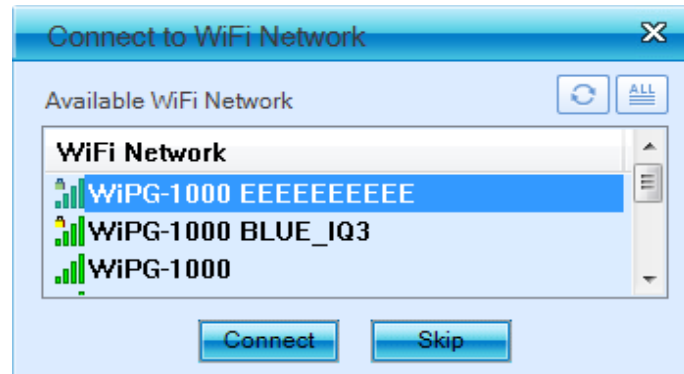 Connect to WiFi Network
Available WiFi Network
ALL
WiFi Network
WiPG-1000 EEEEEEEEEE
WiPG-1000 BLUE_IQ3
WiPG-1000
Connect
Skip